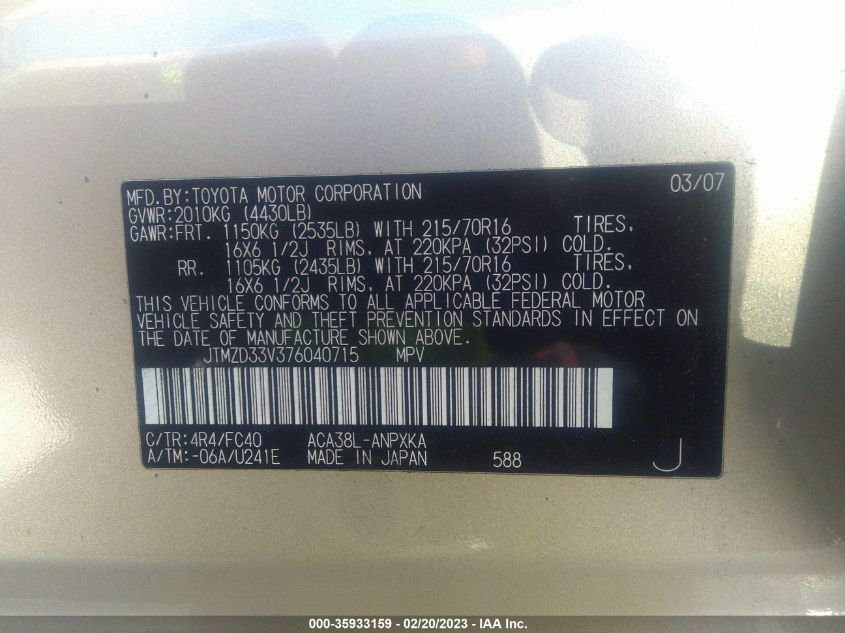 MFD. BY:TOYOTA MOTOR CORPORATION 03/07
GVWR:2010KG (4430LB)
GAWR:FRT. 1150KG (2535LB) WITH 215/70R16 TIRES,
16X6 1/2J RIMS, AT 220KPA (32PSI) COLD.
RR. 1105KG (2435LB) WITH 215/70R16 TIRES,
16X6 1/2J RIMS, AT 220KPA (32PSI) COLD.
THIS VEHICLE CONFORMS TO ALL APPLICABLE FEDERAL MOTOR
VEHICLE SAFETY AND THEFT PREVENTION STANDARDS IN EFFECT ON
THE DATE OF MANUFACTURE SHOWN ABOVE.
JTMZD33V376040715 MPV
C/TR:4R4/FC40 ACA38L-ANPXKA
A/TM:-06A/U241E MADE IN JAPAN 588 J
000-35933159 - 02/20/2023 - IAA Inc.